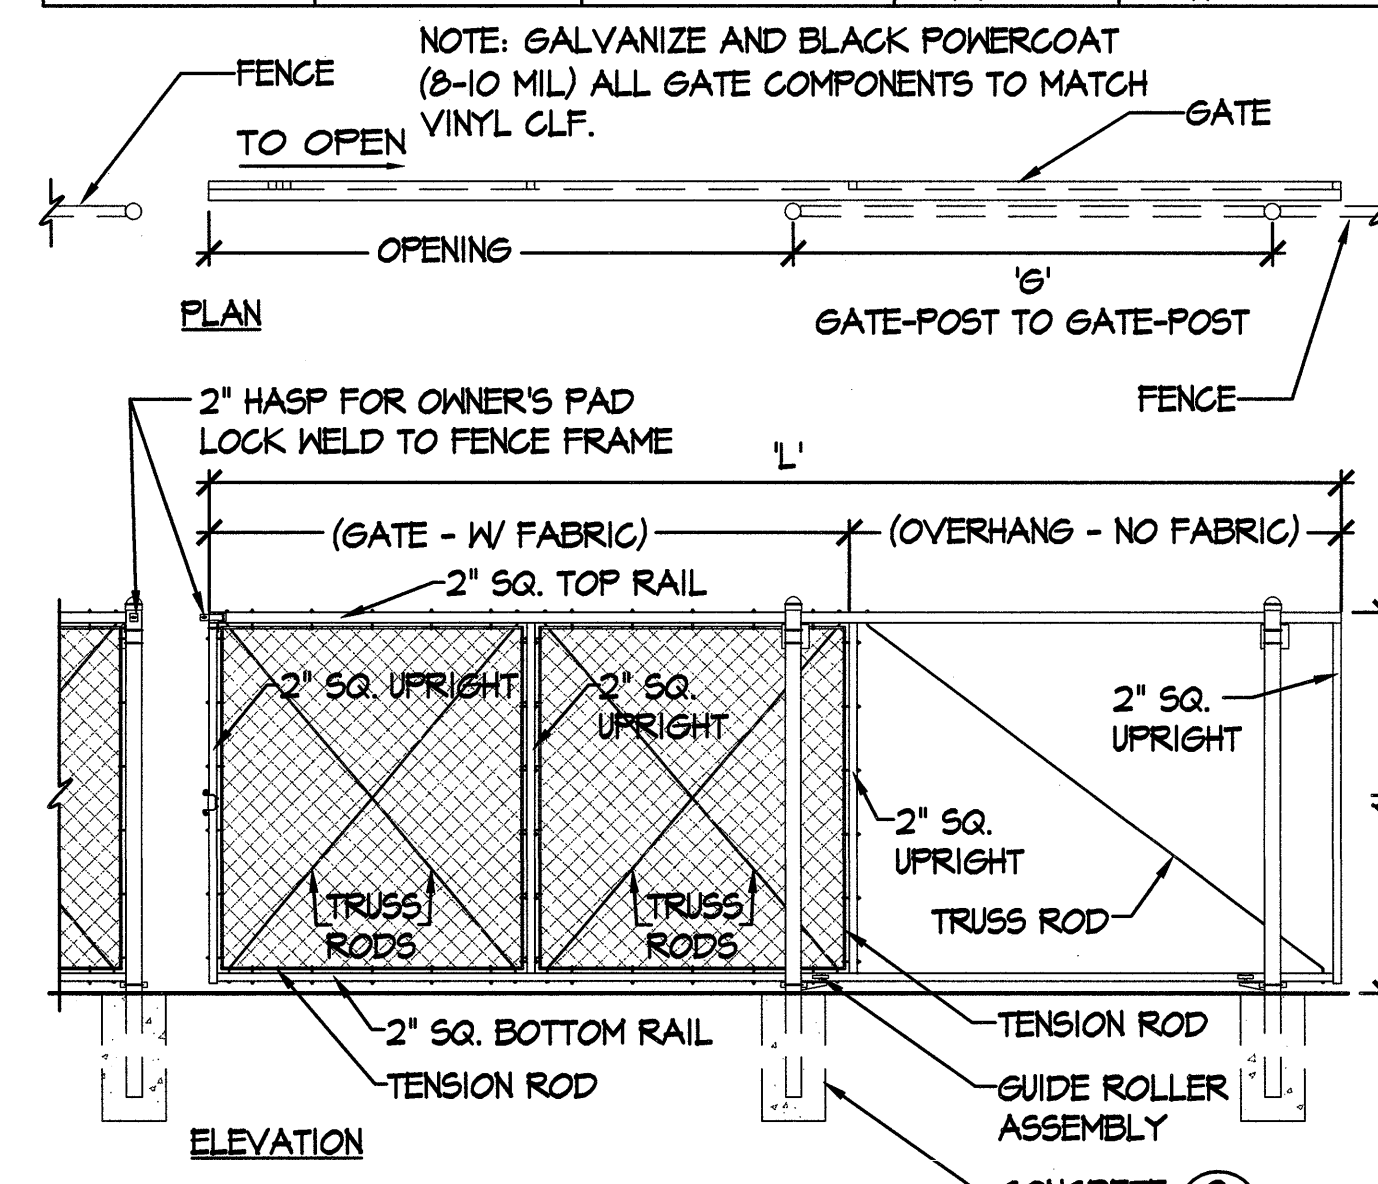 NOTE: GALVANIZE AND BLACK POWERCOAT
(8-10 MIL) ALL GATE COMPONENTS TO MATCH
VINYL CLF.
FENCE
GATE
TO OPEN
OPENING
'G'
GATE-POST TO GATE-POST
PLAN
FENCE
2" HASP FOR OWNER'S PAD
LOCK WELD TO FENCE FRAME
'L'
(GATE - W/ FABRIC)
(OVERHANG - NO FABRIC)
2" SQ. TOP RAIL
2" SQ. UPRIGHT
2" SQ.
UPRIGHT
2" SQ.
UPRIGHT
2" SQ.
UPRIGHT
TRUSS
RODS
TRUSS
RODS
TRUSS ROD
2" SQ. BOTTOM RAIL
TENSION ROD
TENSION ROD
GUIDE ROLLER
ASSEMBLY
ELEVATION
CONCRETE